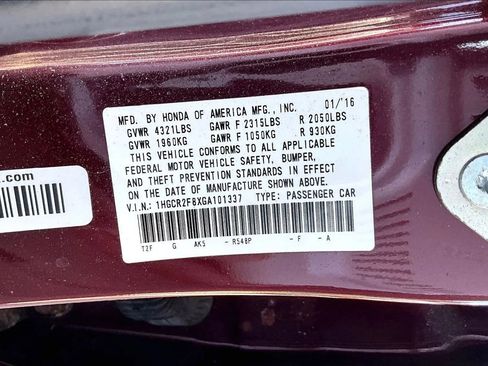 MFD. BY HONDA OF AMERICA MFG., INC. 01/'16
GVWR 4321LBS GAWR F 2315LBS R 2050LBS
GVWR 1960KG GAWR F 1050KG R 930KG
THIS VEHICLE CONFORMS TO ALL APPLICABLE
FEDERAL MOTOR VEHICLE SAFETY, BUMPER,
AND THEFT PREVENTION STANDARDS IN EFFECT
ON THE DATE OF MANUFACTURE SHOWN ABOVE.
V.I.N.: 1HGCR2F8XGA101337 TYPE: PASSENGER CAR
T2F G AK5 - R548P - F - A